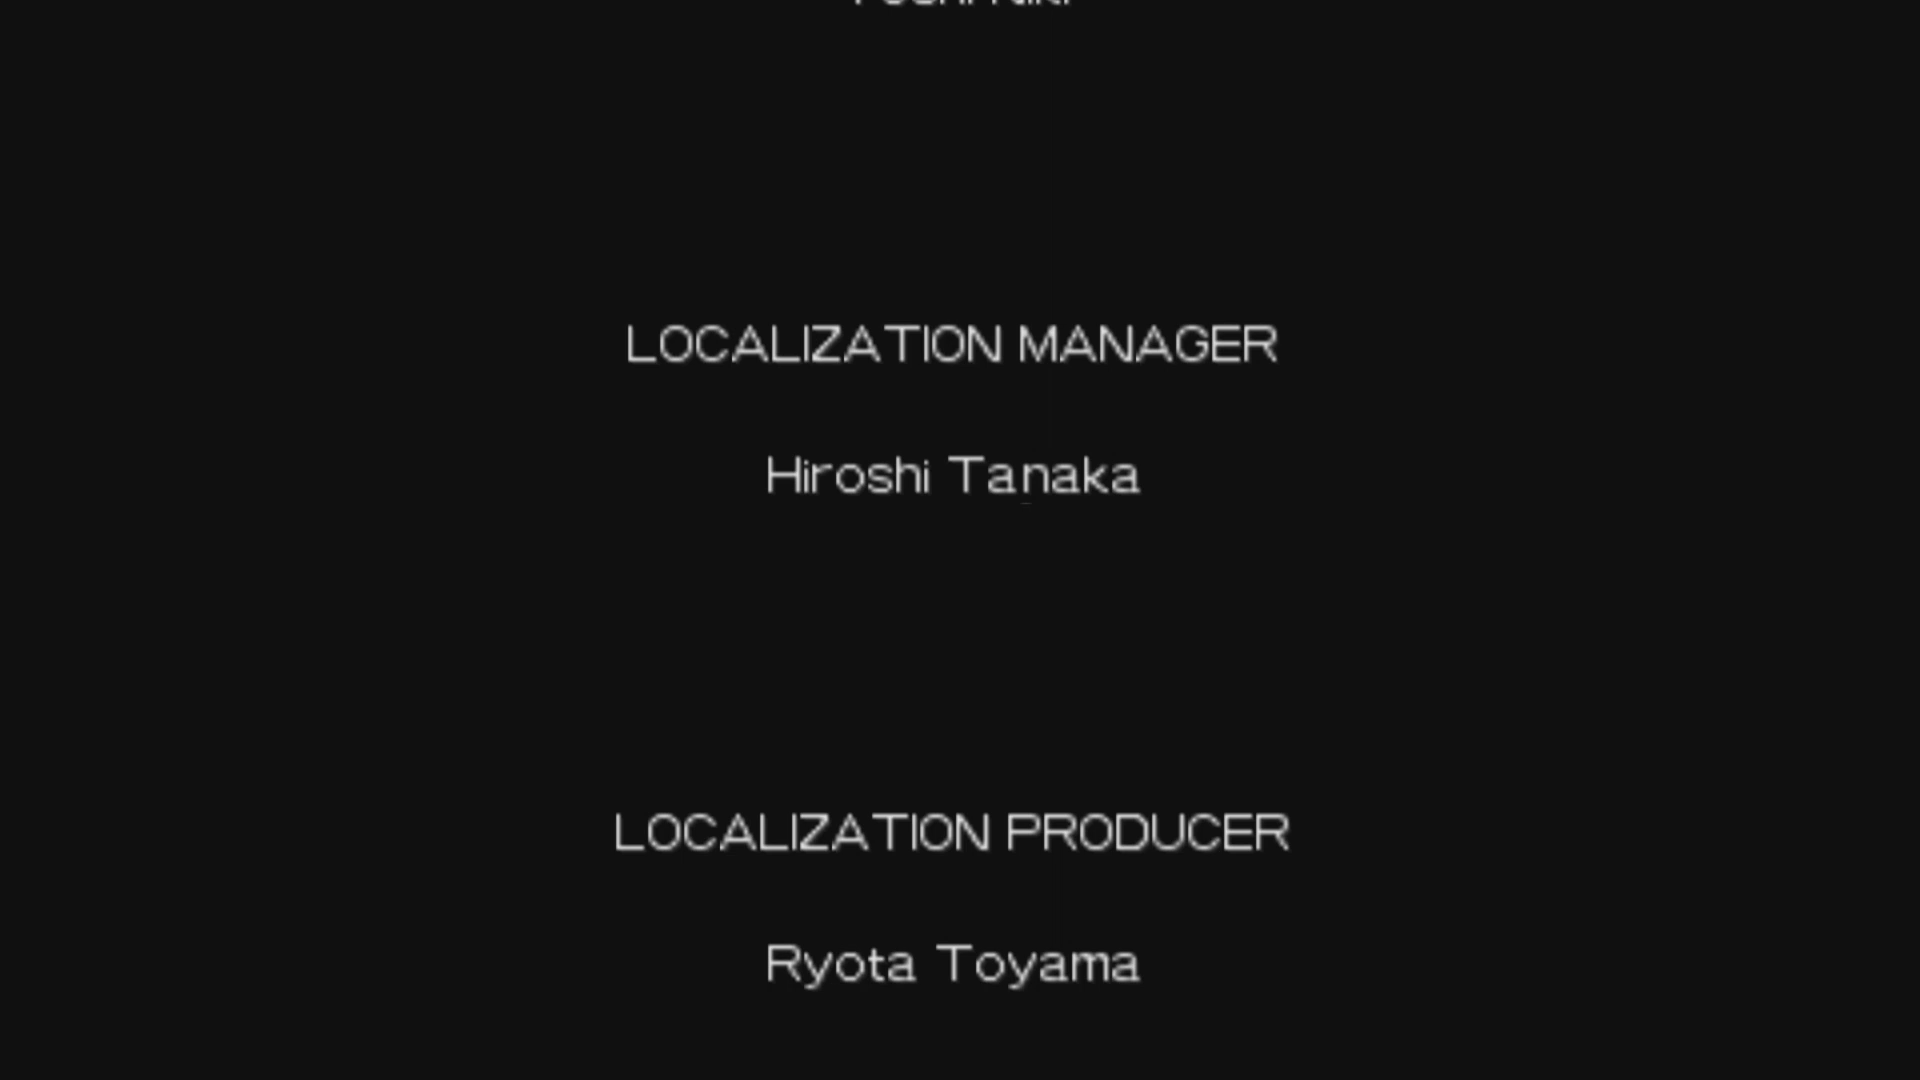 LOCALIZATION MANAGER
Hiroshi Tanaka
LOCALIZATION PRODUCER
Ryota Toyama